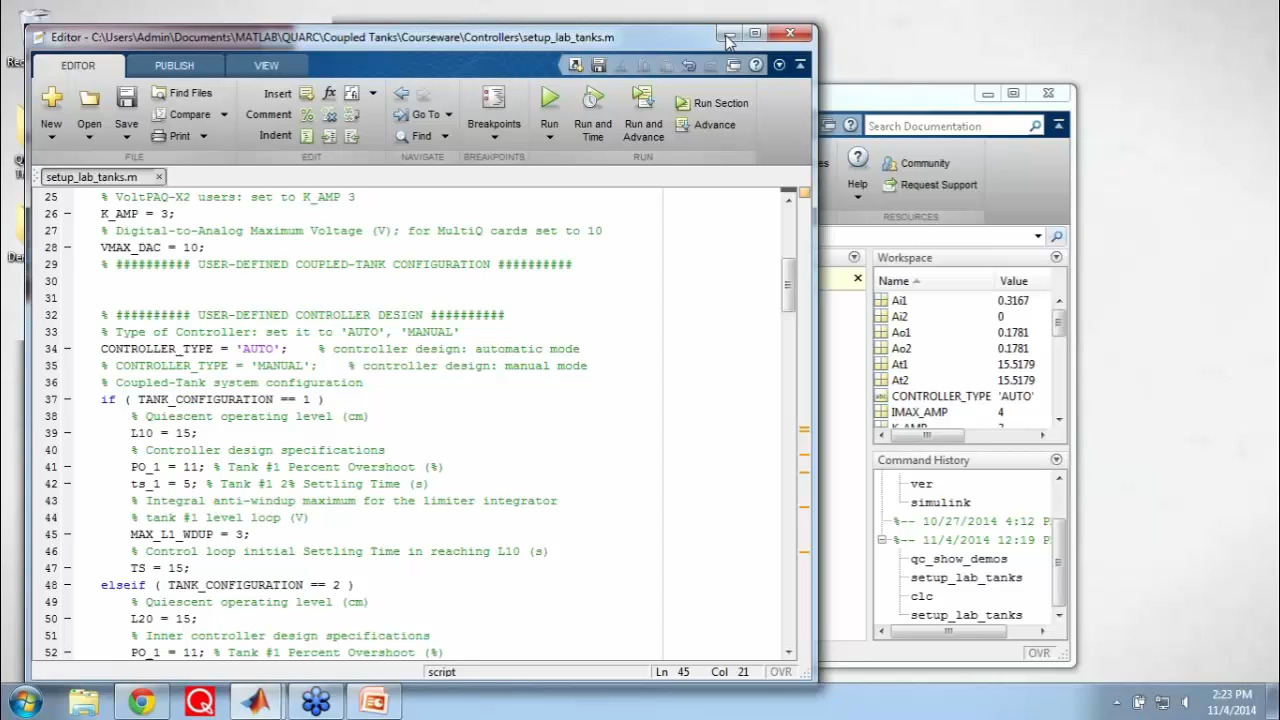 Editor - C:\Users\Admin\Documents\MATLAB\QUARC\Coupled Tanks\Courseware\Controllers\setup_lab_tanks.m
EDITOR
PUBLISH
VIEW
New
Open
Save
Find Files
Compare
Print
Insert
Comment
Indent
fx
Go To
Find
Breakpoints
Run
Run and Time
Run and Advance
Run Section
Advance
FILE
EDIT
NAVIGATE
BREAKPOINTS
RUN
setup_lab_tanks.m
25 % VoltPAQ-X2 users: set to K_AMP 3
26 K_AMP = 3;
27 % Digital-to-Analog Maximum Voltage (V); for MultiQ cards set to 10
28 VMAX_DAC = 10;
29 % ########## USER-DEFINED COUPLED-TANK CONFIGURATION ##########
30
31
32 % ########## USER-DEFINED CONTROLLER DESIGN ##########
33 % Type of Controller: set it to 'AUTO', 'MANUAL'
34 CONTROLLER_TYPE = 'AUTO'; % controller design: automatic mode
35 % CONTROLLER_TYPE = 'MANUAL'; % controller design: manual mode
36 % Coupled-Tank system configuration
37 if ( TANK_CONFIGURATION == 1 )
38 % Quiescent operating level (cm)
39 L10 = 15;
40 % Controller design specifications
41 PO_1 = 11; % Tank #1 Percent Overshoot (%)
42 ts_1 = 5; % Tank #1 2% Settling Time (s)
43 % Integral anti-windup maximum for the limiter integrator
44 % tank #1 level loop (V)
45 MAX_L1_WDUP = 3;
46 % Control loop initial Settling Time in reaching L10 (s)
47 TS = 15;
48 elseif ( TANK_CONFIGURATION == 2 )
49 % Quiescent operating level (cm)
50 L20 = 15;
51 % Inner controller design specifications
52 PO_1 = 11; % Tank #1 Percent Overshoot (%)
script
Ln 45 Col 21 OVR
Search Documentation
Help
Community
Request Support
RESOURCES
Workspace
Name Value
Ai1 0.3167
Ai2 0
Ao1 0.1781
Ao2 0.1781
At1 15.5179
At2 15.5179
CONTROLLER_TYPE 'AUTO'
IMAX_AMP 4
Command History
ver
simulink
%-- 10/27/2014 4:12
%-- 11/4/2014 12:19
qc_show_demos
setup_lab_tanks
clc
setup_lab_tanks
OVR
2:23 PM
11/4/2014